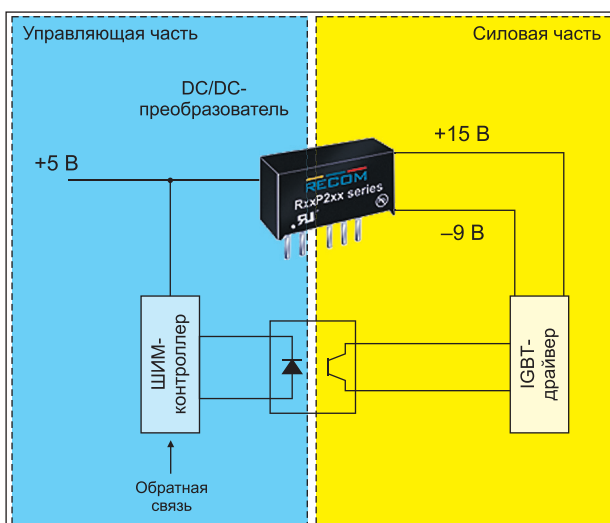 Управляющая часть
Силовая часть
DC/DC-
преобразователь
+5 В
+15 В
RECOM
RxxP2xx series
–9 В
ШИМ-
контроллер
IGBT-
драйвер
Обратная
связь